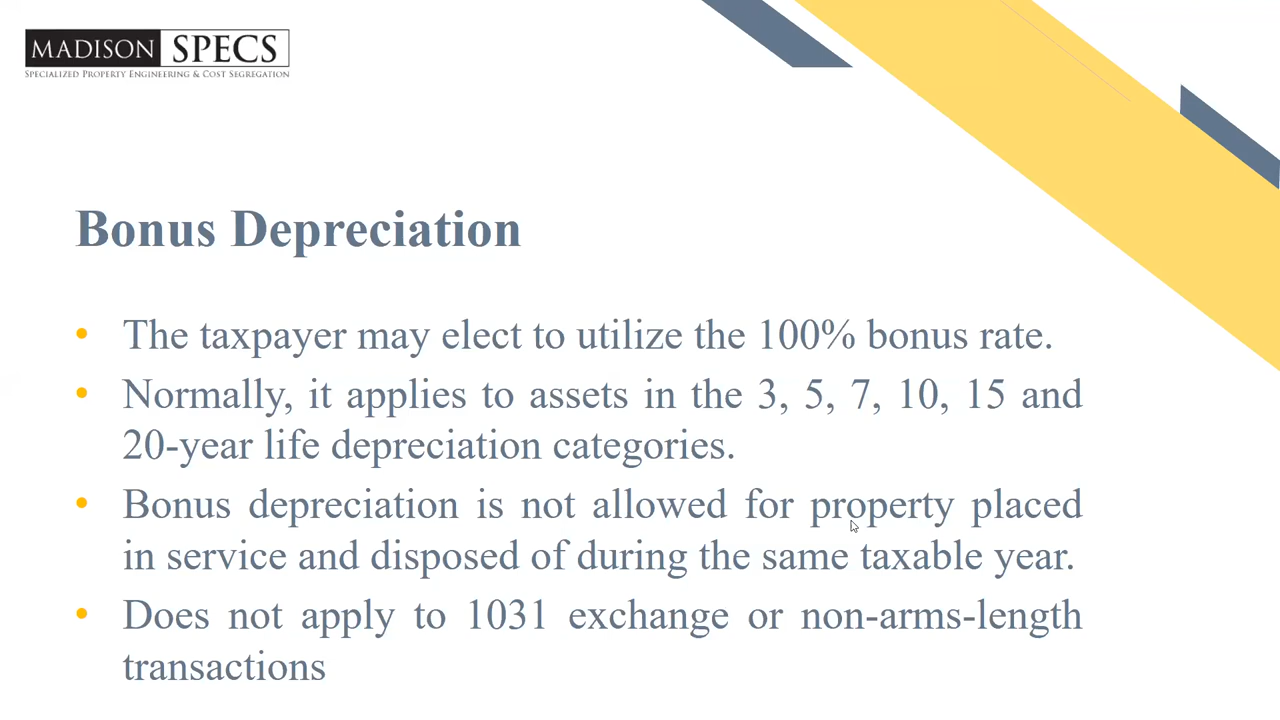 MADISON SPECS
SPECIALIZED PROPERTY ENGINEERING & COST SEGREGATION
Bonus Depreciation
• The taxpayer may elect to utilize the 100% bonus rate.
• Normally, it applies to assets in the 3, 5, 7, 10, 15 and
20-year life depreciation categories.
• Bonus depreciation is not allowed for property placed
in service and disposed of during the same taxable year.
• Does not apply to 1031 exchange or non-arms-length
transactions